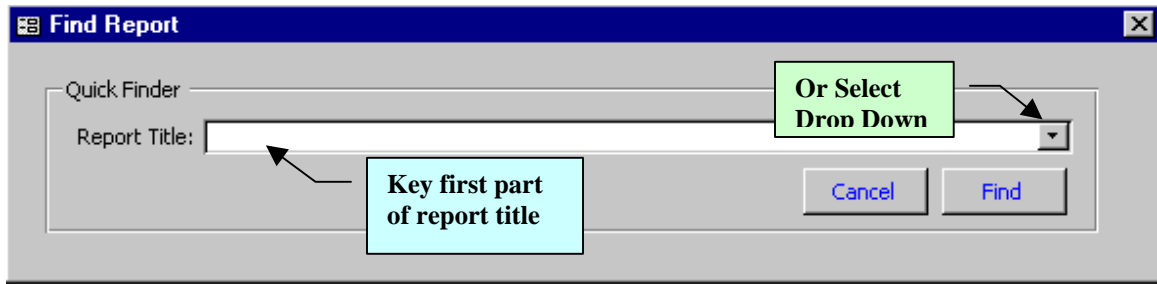 Find Report
Quick Finder
Or Select
Drop Down
Report Title:
Key first part
of report title
Cancel
Find